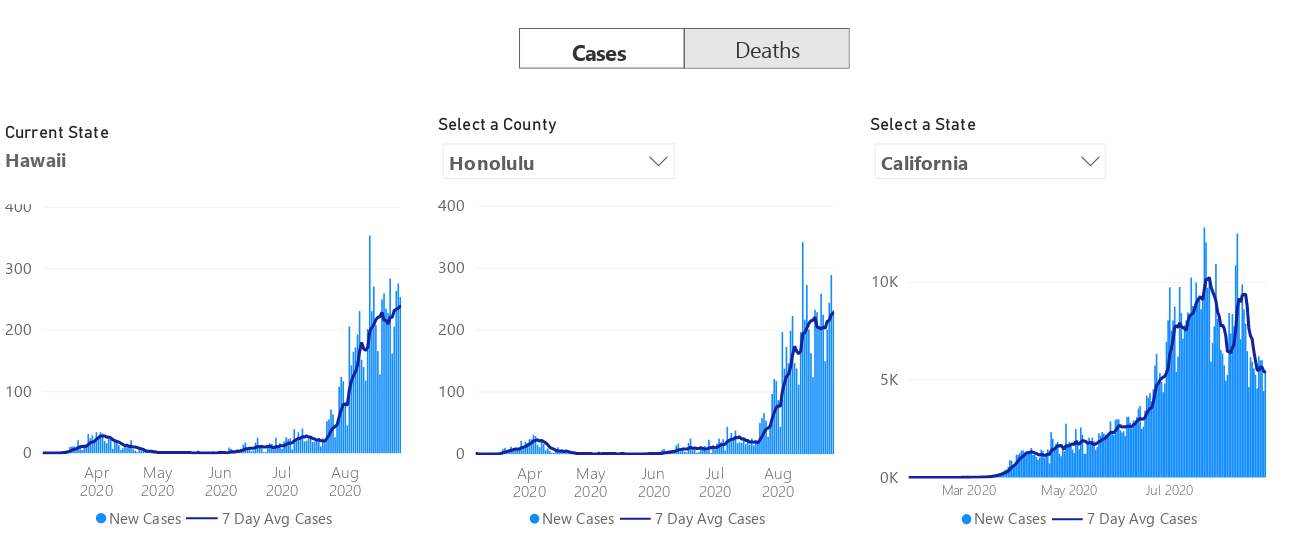 Cases Deaths
Current State
Hawaii
Select a County
Honolulu
Select a State
California
400
300
200
100
0
Apr 2020
May 2020
Jun 2020
Jul 2020
Aug 2020
New Cases 7 Day Avg Cases
400
300
200
100
0
Apr 2020
May 2020
Jun 2020
Jul 2020
Aug 2020
New Cases 7 Day Avg Cases
10K
5K
0K
Mar 2020 May 2020 Jul 2020
New Cases 7 Day Avg Cases